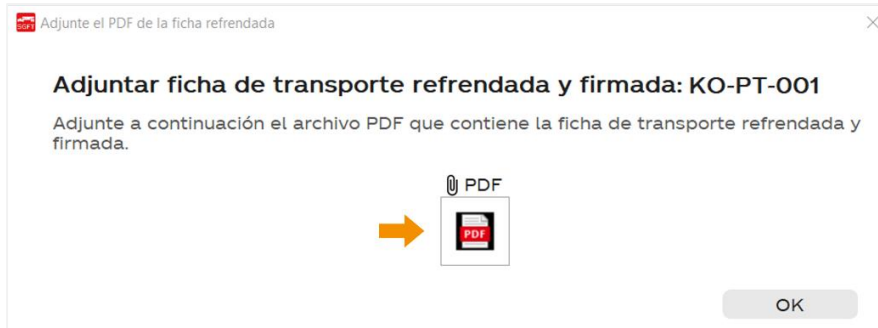 SGFT Adjunte el PDF de la ficha refrendada
Adjuntar ficha de transporte refrendada y firmada: KO-PT-001
Adjunte a continuación el archivo PDF que contiene la ficha de transporte refrendada y
firmada.
PDF
PDF
OK